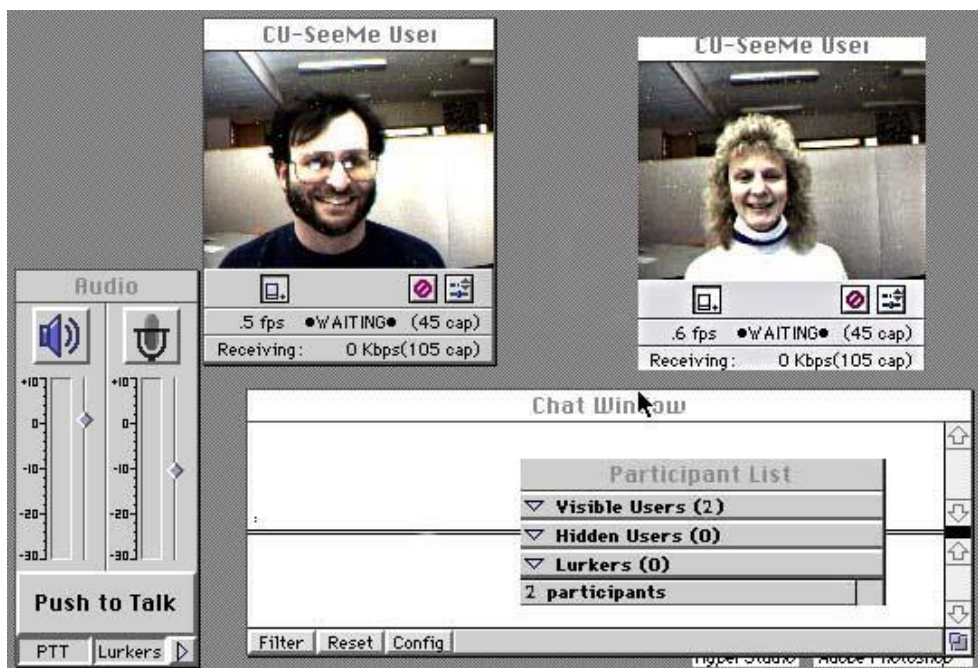 CU-SeeMe User
.5 fps ●WAITING● (45 cap)
Receiving: 0 Kbps(105 cap)
CU-SeeMe User
.6 fps ●WAITING● (45 cap)
Receiving: 0 Kbps(105 cap)
Audio
+10 +10
0- 0-
-10- -10-
-20- -20-
-30 -30
Push to Talk
PTT Lurkers
Chat Window
:
Participant List
Visible Users (2)
Hidden Users (0)
Lurkers (0)
2 participants
Filter Reset Config
Hyper Studio Adobe Photoshop